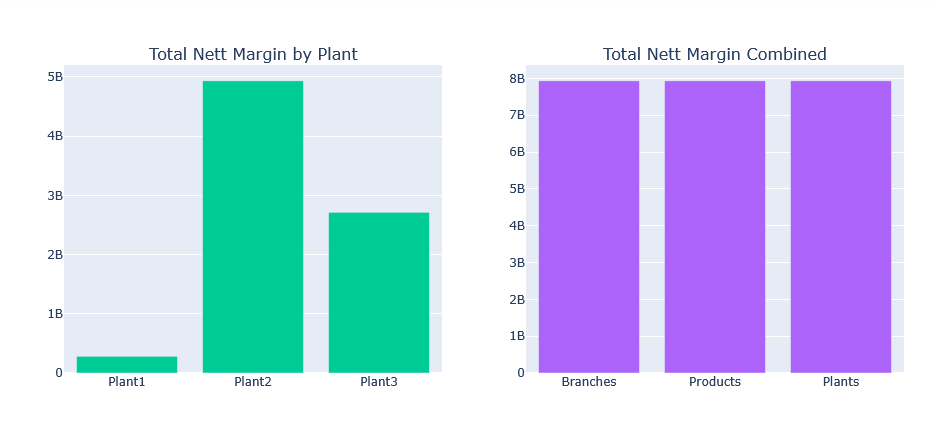 Total Nett Margin by Plant
5B
4B
3B
2B
1B
0
Plant1
Plant2
Plant3
Total Nett Margin Combined
8B
7B
6B
5B
4B
3B
2B
1B
0
Branches
Products
Plants